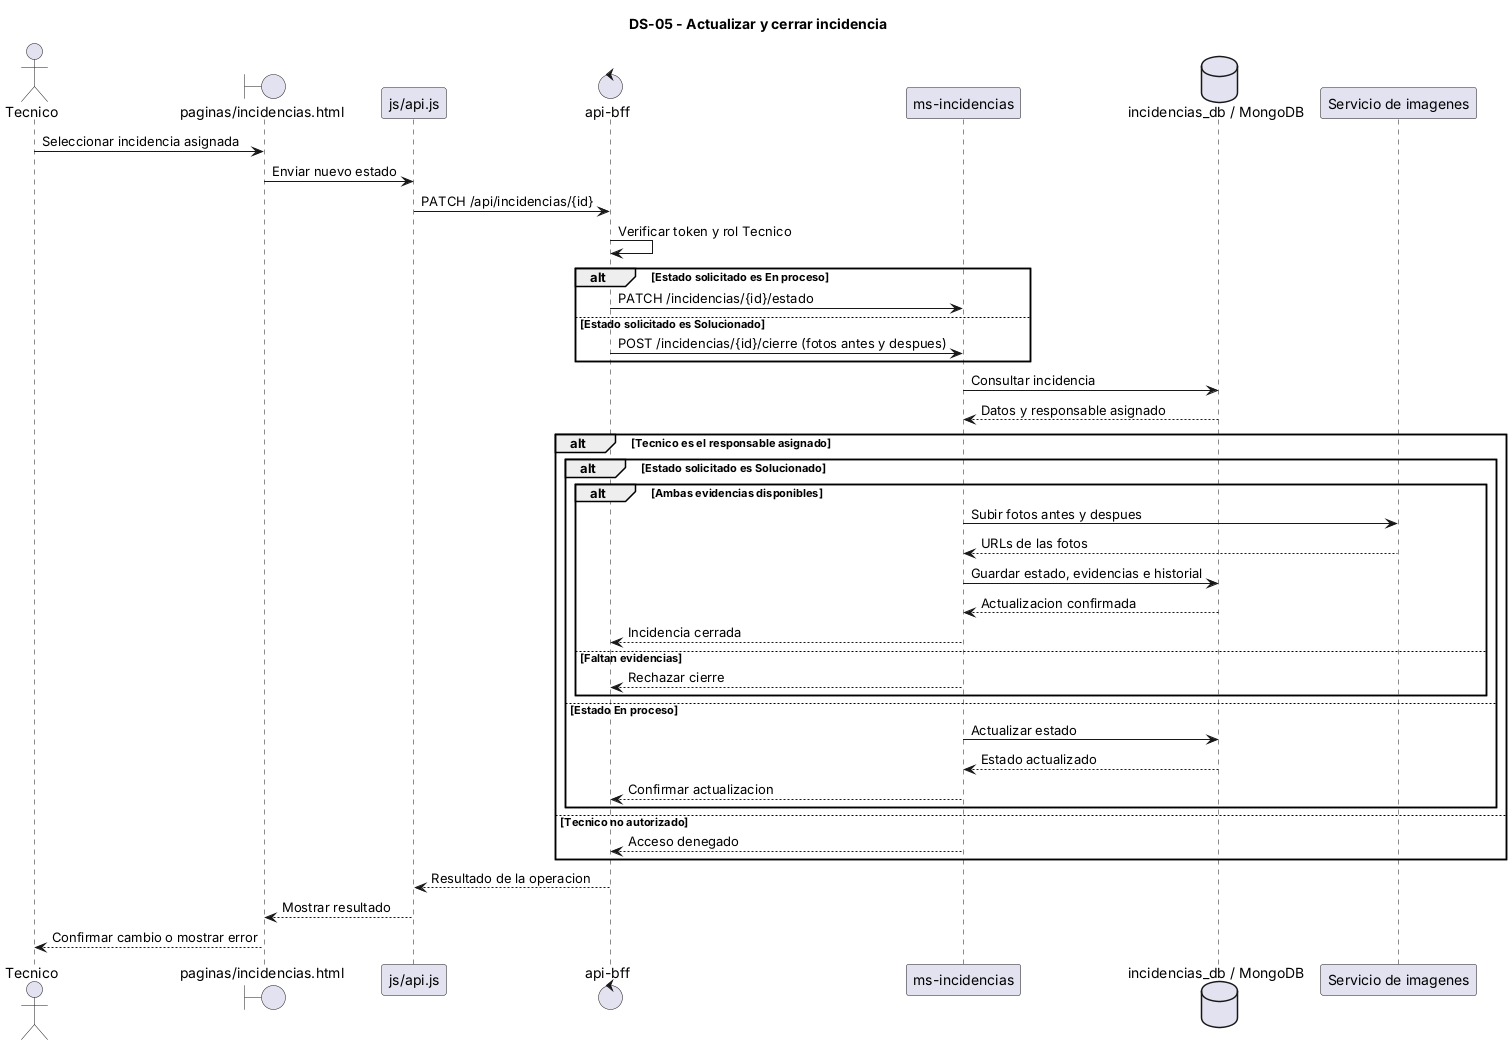 DS-05 - Actualizar y cerrar incidencia
Tecnico
paginas/incidencias.html
js/api.js
api-bff
ms-incidencias
incidencias_db / MongoDB
Servicio de imagenes
Seleccionar incidencia asignada
Enviar nuevo estado
PATCH /api/incidencias/{id}
Verificar token y rol Tecnico
alt [Estado solicitado es En proceso]
PATCH /incidencias/{id}/estado
[Estado solicitado es Solucionado]
POST /incidencias/{id}/cierre (fotos antes y despues)
Consultar incidencia
Datos y responsable asignado
alt [Tecnico es el responsable asignado]
alt [Estado solicitado es Solucionado]
alt [Ambas evidencias disponibles]
Subir fotos antes y despues
URLs de las fotos
Guardar estado, evidencias e historial
Actualizacion confirmada
Incidencia cerrada
[Faltan evidencias]
Rechazar cierre
[Estado En proceso]
Actualizar estado
Estado actualizado
Confirmar actualizacion
[Tecnico no autorizado]
Acceso denegado
Resultado de la operacion
Mostrar resultado
Confirmar cambio o mostrar error
Tecnico
paginas/incidencias.html
js/api.js
api-bff
ms-incidencias
incidencias_db / MongoDB
Servicio de imagenes